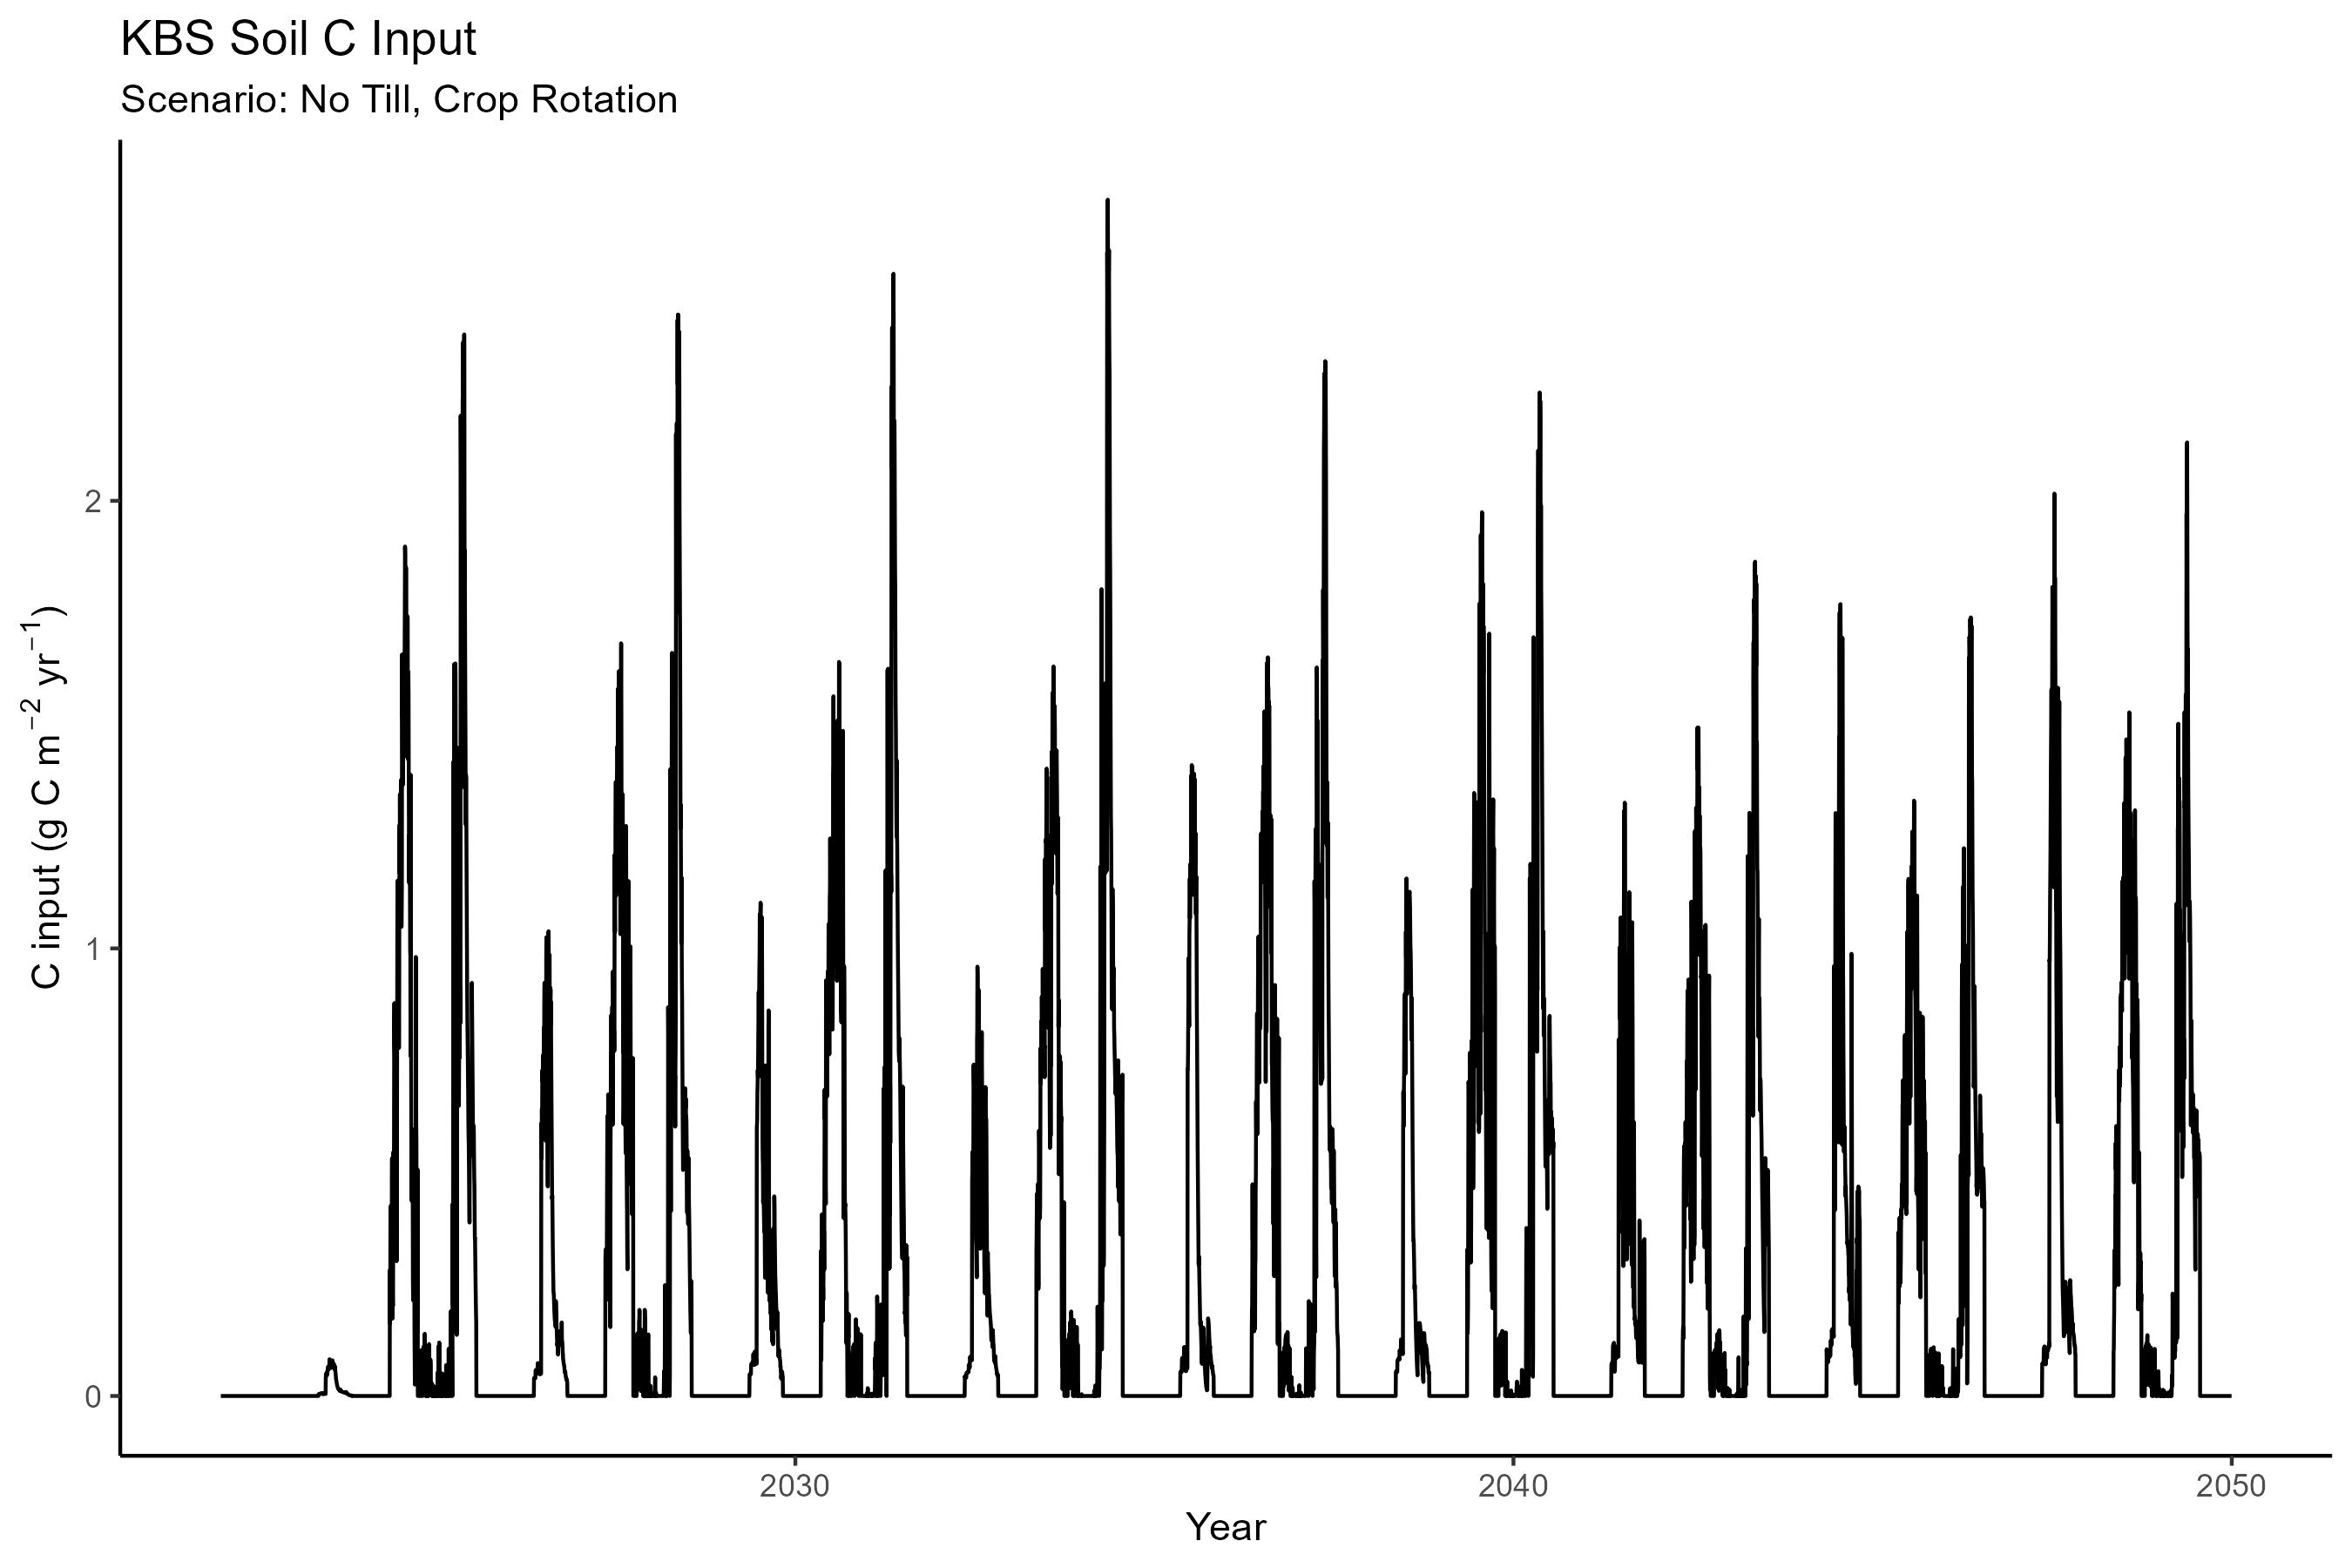 KBS Soil C Input
Scenario: No Till, Crop Rotation
C input (g C m⁻² yr⁻¹)
2
1
0
2030
2040
2050
Year